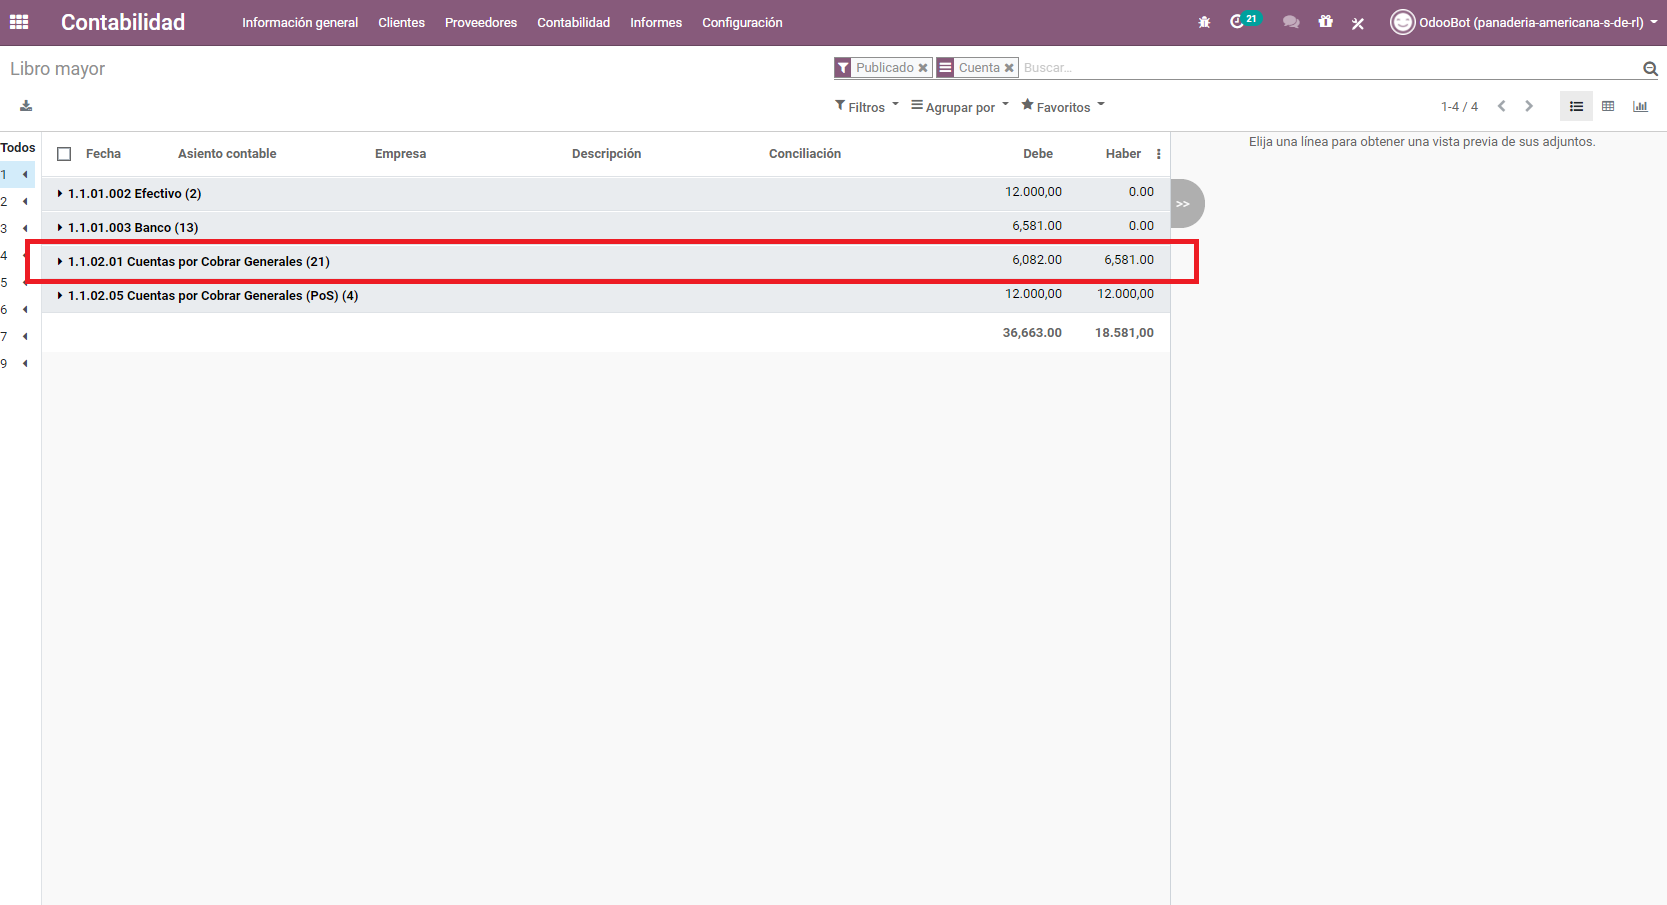 Contabilidad Información general Clientes Proveedores Contabilidad Informes Configuración 21 OdooBot (panaderia-americana-s-de-rl)
Libro mayor Publicado Cuenta Buscar...
Filtros Agrupar por Favoritos 1-4 / 4
Todos Fecha Asiento contable Empresa Descripción Conciliación Debe Haber Elija una línea para obtener una vista previa de sus adjuntos.
1
1.1.01.002 Efectivo (2) 12.000,00 0.00
2 >>
3 1.1.01.003 Banco (13) 6,581.00 0.00
4 1.1.02.01 Cuentas por Cobrar Generales (21) 6,082.00 6,581.00
5
1.1.02.05 Cuentas por Cobrar Generales (PoS) (4) 12.000,00 12.000,00
6
7 36,663.00 18.581,00
9